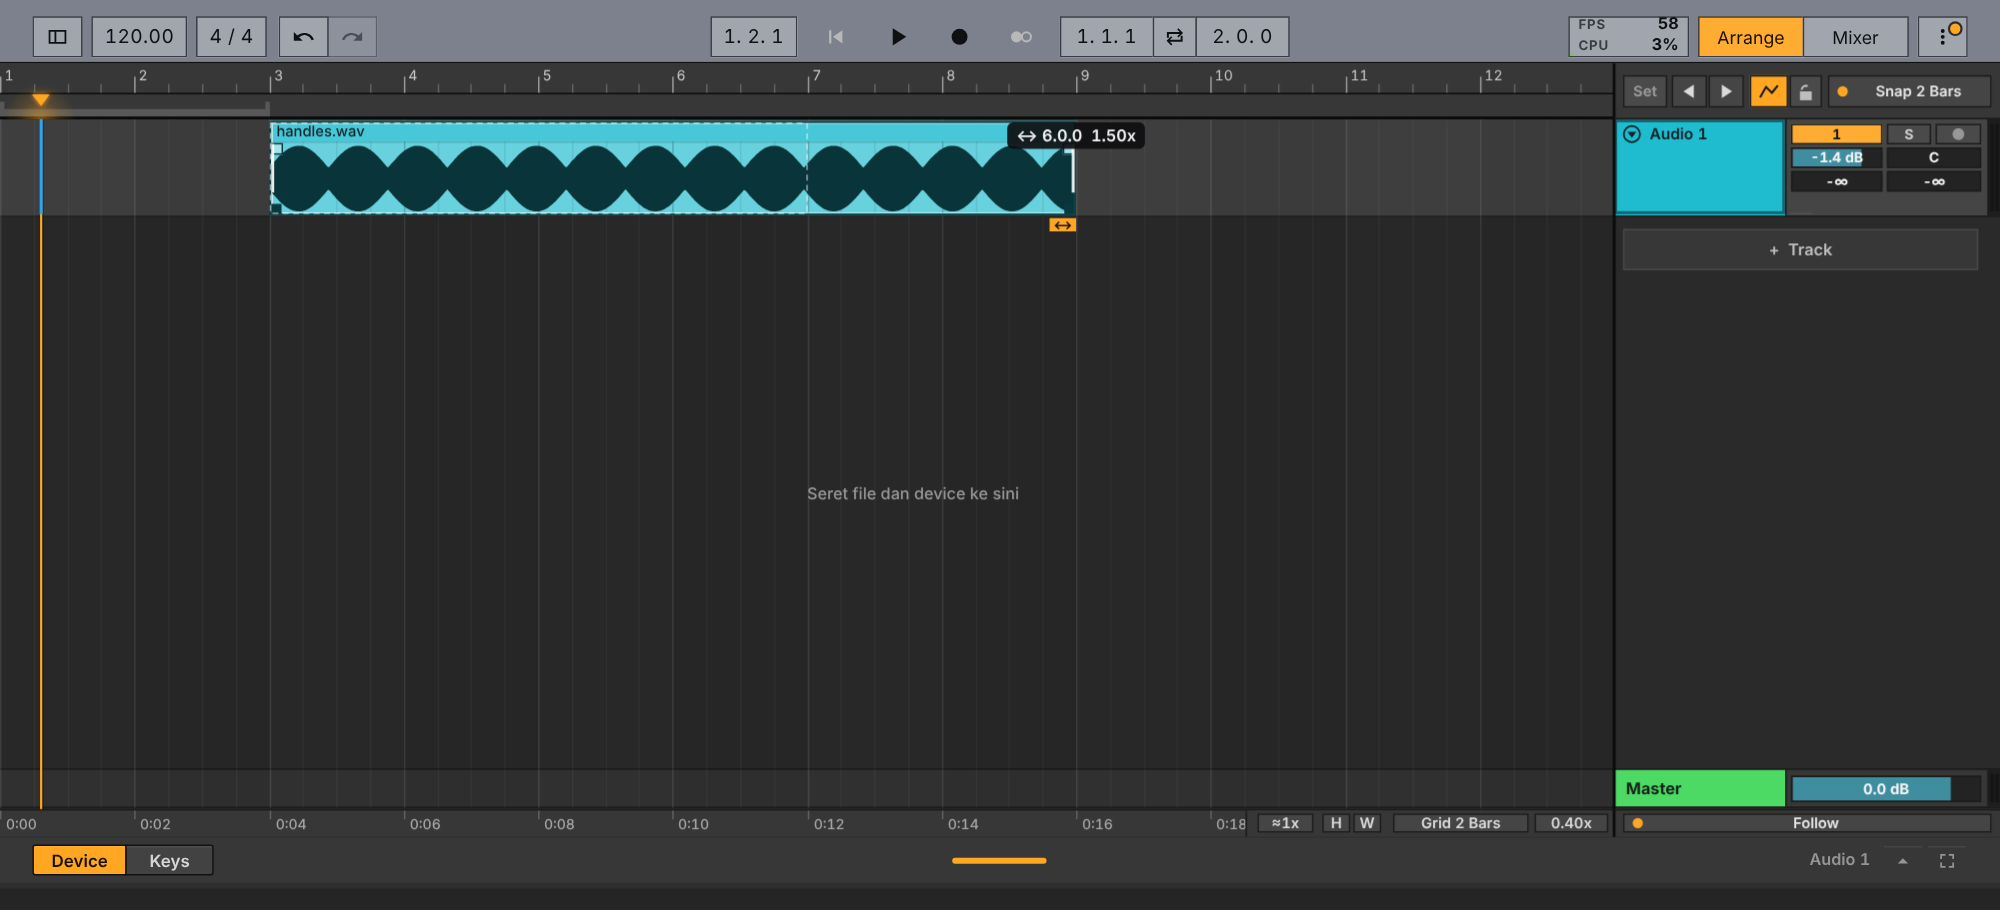 120.00
4 / 4
1. 2. 1
1. 1. 1
2. 0. 0
FPS 58
CPU 3%
Arrange
Mixer
1 2 3 4 5 6 7 8 9 10 11 12
Set
Snap 2 Bars
handles.wav
6.0.0 1.50x
Audio 1
1
S
-1.4 dB
C
-∞
-∞
+ Track
Seret file dan device ke sini
Master
0.0 dB
0:00 0:02 0:04 0:06 0:08 0:10 0:12 0:14 0:16 0:18
≈1x
H
W
Grid 2 Bars
0.40x
Follow
Device
Keys
Audio 1